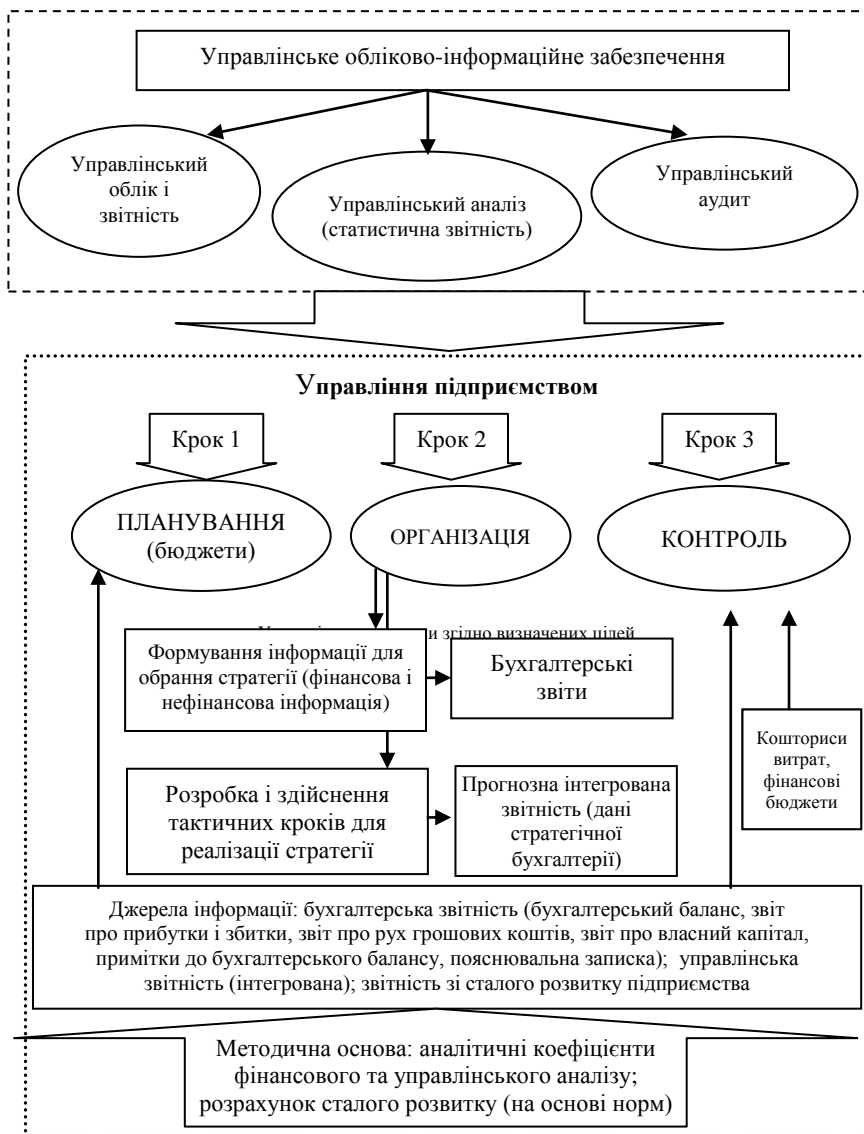 Управлінське обліково-інформаційне забезпечення
Управлінський
облік і
звітність
Управлінський аналіз
(статистична звітність)
Управлінський
аудит
Управління підприємством
Крок 1
Крок 2
Крок 3
ПЛАНУВАННЯ
(бюджети)
ОРГАНІЗАЦІЯ
КОНТРОЛЬ
згідно визначених цілей
Формування інформації для
обрання стратегії (фінансова і
нефінансова інформація)
Бухгалтерські
звіти
Кошториси
витрат,
фінансові
бюджети
Розробка і здійснення
тактичних кроків для
реалізації стратегії
Прогнозна інтегрована
звітність (дані
стратегічної
бухгалтерії)
Джерела інформації: бухгалтерська звітність (бухгалтерський баланс, звіт
про прибутки і збитки, звіт про рух грошових коштів, звіт про власний капітал,
примітки до бухгалтерського балансу, пояснювальна записка); управлінська
звітність (інтегрована); звітність зі сталого розвитку підприємства
Методична основа: аналітичні коефіцієнти
фінансового та управлінського аналізу;
розрахунок сталого розвитку (на основі норм)